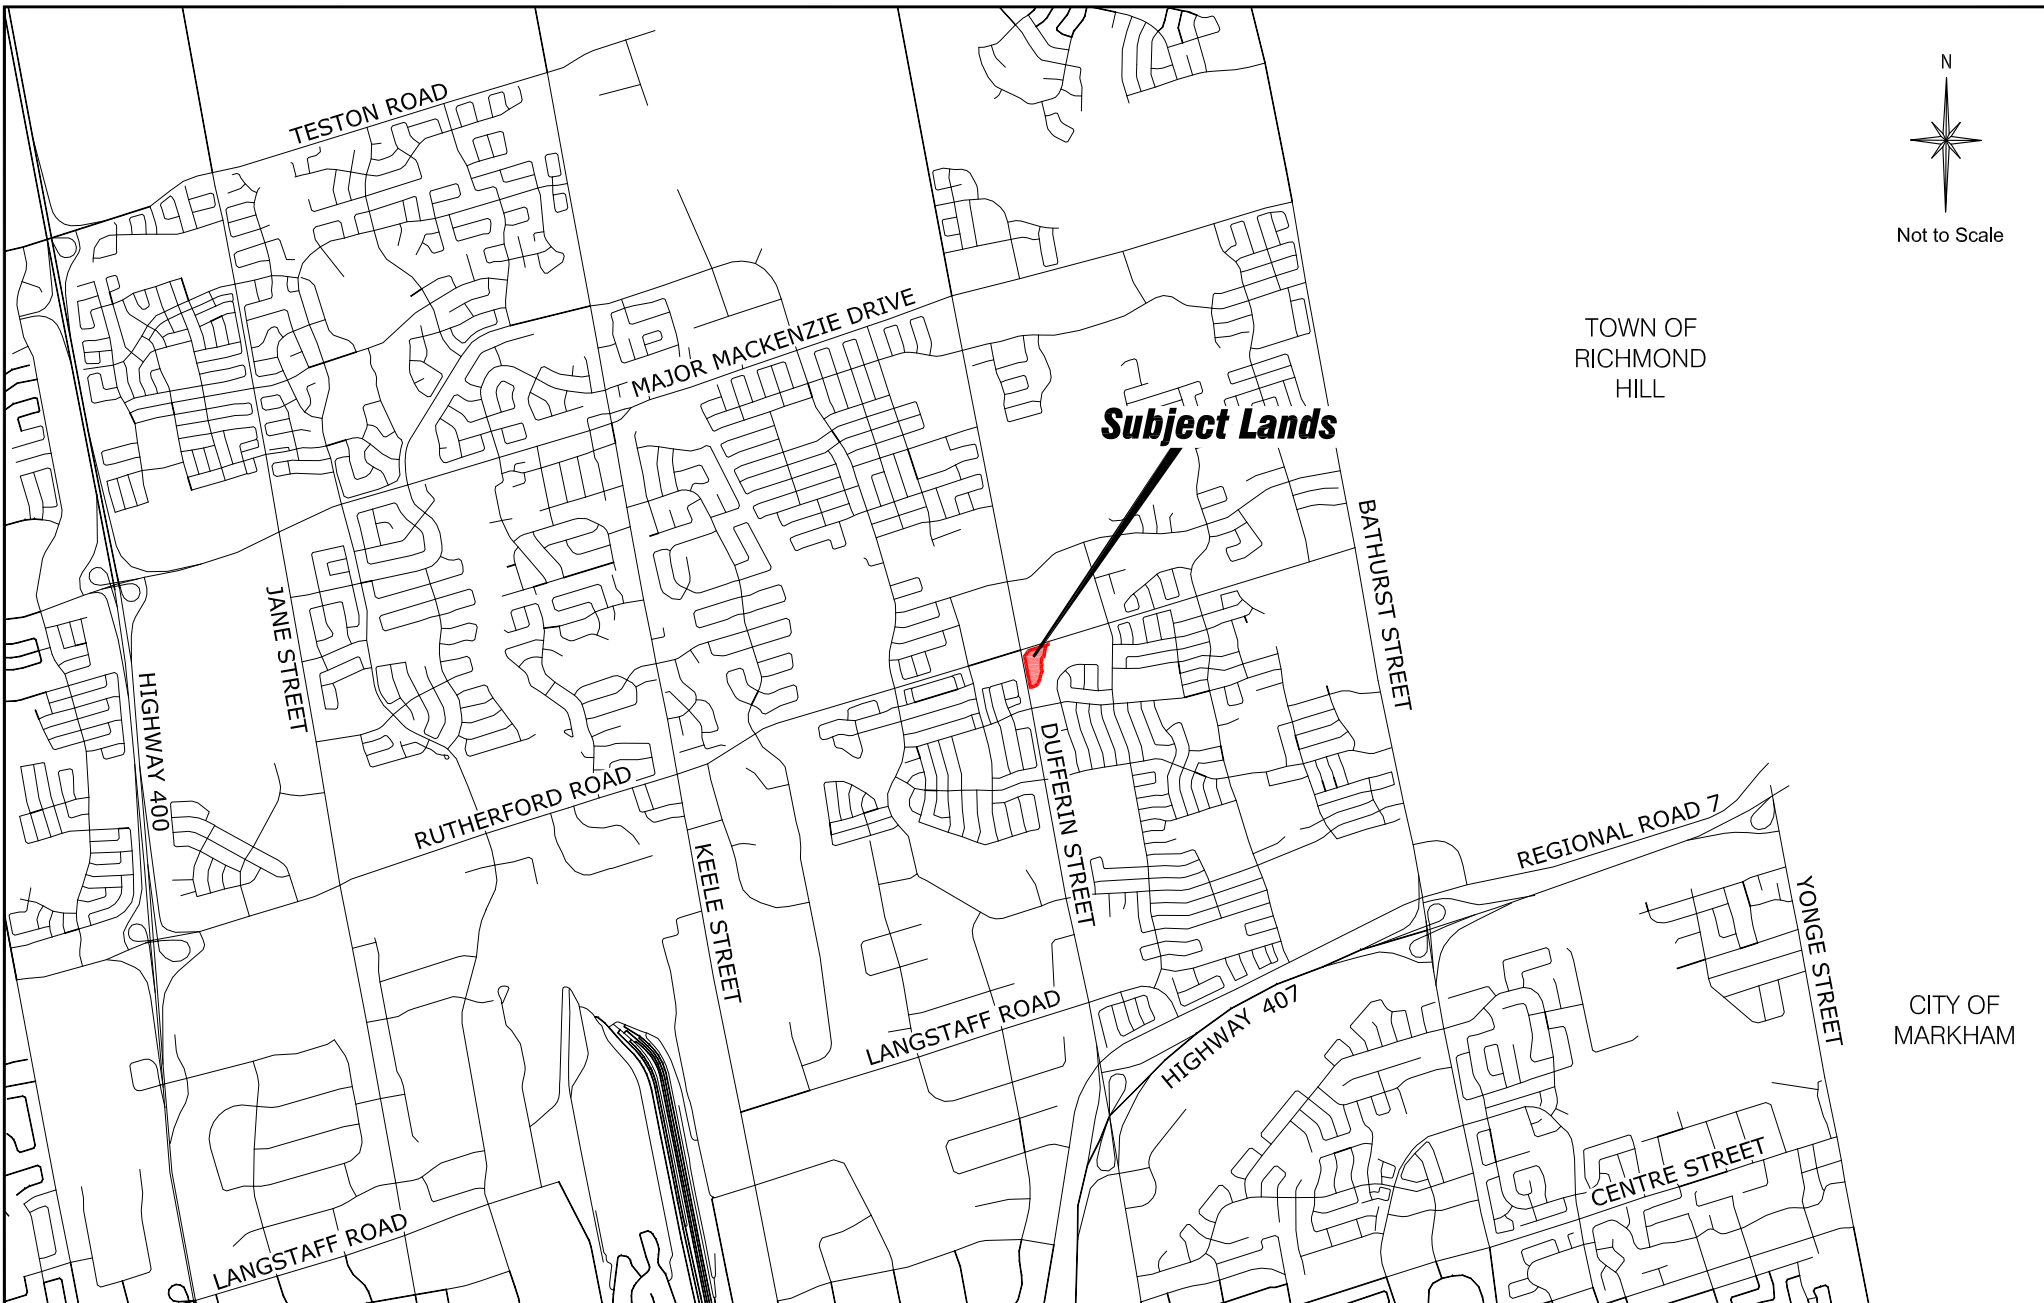 N
Not to Scale
TESTON ROAD
MAJOR MACKENZIE DRIVE
TOWN OF
RICHMOND
HILL
Subject Lands
BATHURST STREET
JANE STREET
HIGHWAY 400
DUFFERIN STREET
RUTHERFORD ROAD
KEELE STREET
REGIONAL ROAD 7
YONGE STREET
LANGSTAFF ROAD
HIGHWAY 407
CITY OF
MARKHAM
CENTRE STREET
LANGSTAFF ROAD